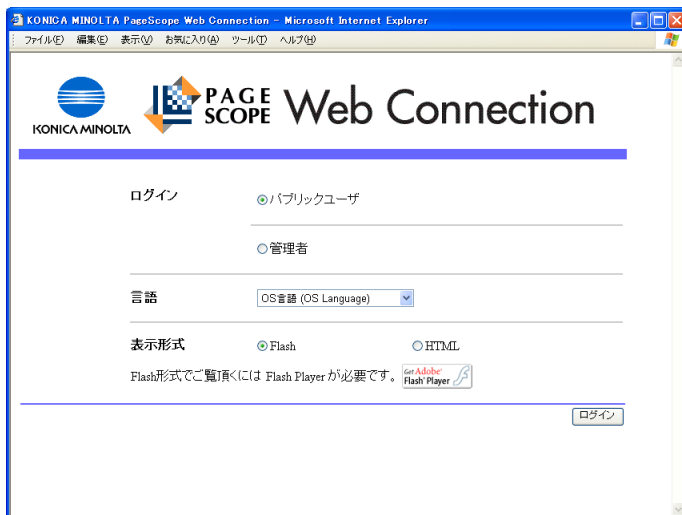 KONICA MINOLTA PageScope Web Connection - Microsoft Internet Explorer
ファイル(F) 編集(E) 表示(V) お気に入り(A) ツール(T) ヘルプ(H)
KONICA MINOLTA
PAGE SCOPE Web Connection
ログイン
パブリックユーザ
管理者
言語
OS言語 (OS Language)
表示形式
Flash
HTML
Flash形式でご覧頂くには Flash Player が必要です。
Get Adobe Flash Player
ログイン